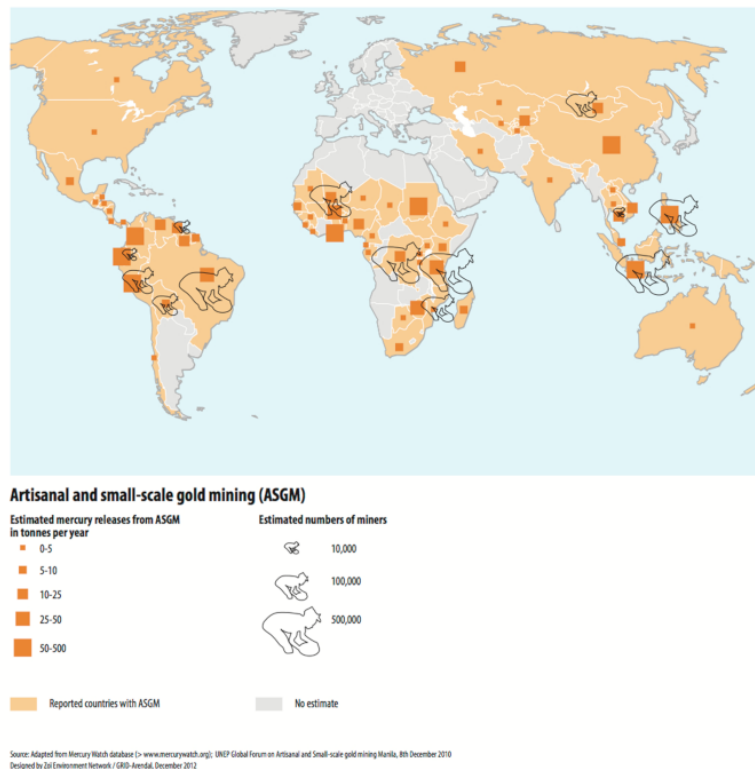 Artisanal and small-scale gold mining (ASGM)
Estimated mercury releases from ASGM
in tonnes per year
0-5
5-10
10-25
25-50
50-500
Estimated numbers of miners
10,000
100,000
500,000
Reported countries with ASGM
No estimate
Source: Adapted from Mercury Watch database (> www.mercurywatch.org); UNEP Global Forum on Artisanal and Small-scale gold mining Manila, 8th December 2010
Designed by Zoï Environment Network / GRID-Arendal, December 2012